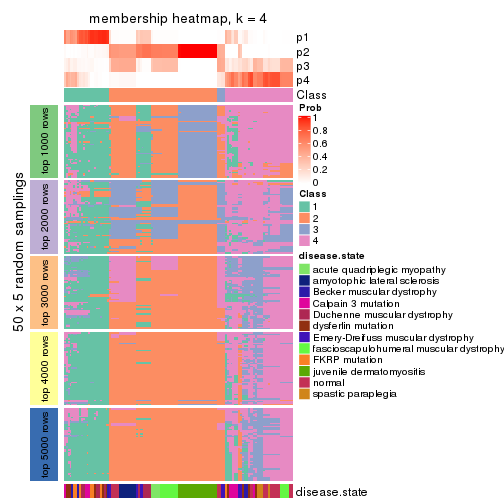 membership heatmap, k = 4
p1
p2
p3
p4
Class
Prob
1
0.8
0.6
0.4
0.2
0
Class
1
2
3
4
disease.state
acute quadriplegic myopathy
amyotrophic lateral sclerosis
Becker muscular dystrophy
Calpain 3 mutation
Duchenne muscular dystrophy
dysferlin mutation
Emery-Dreifuss muscular dystrophy
fascioscapulohumeral muscular dystrophy
FKRP mutation
juvenile dermatomyositis
normal
spastic paraplegia
50 x 5 random samplings
top 1000 rows
top 2000 rows
top 3000 rows
top 4000 rows
top 5000 rows
disease.state